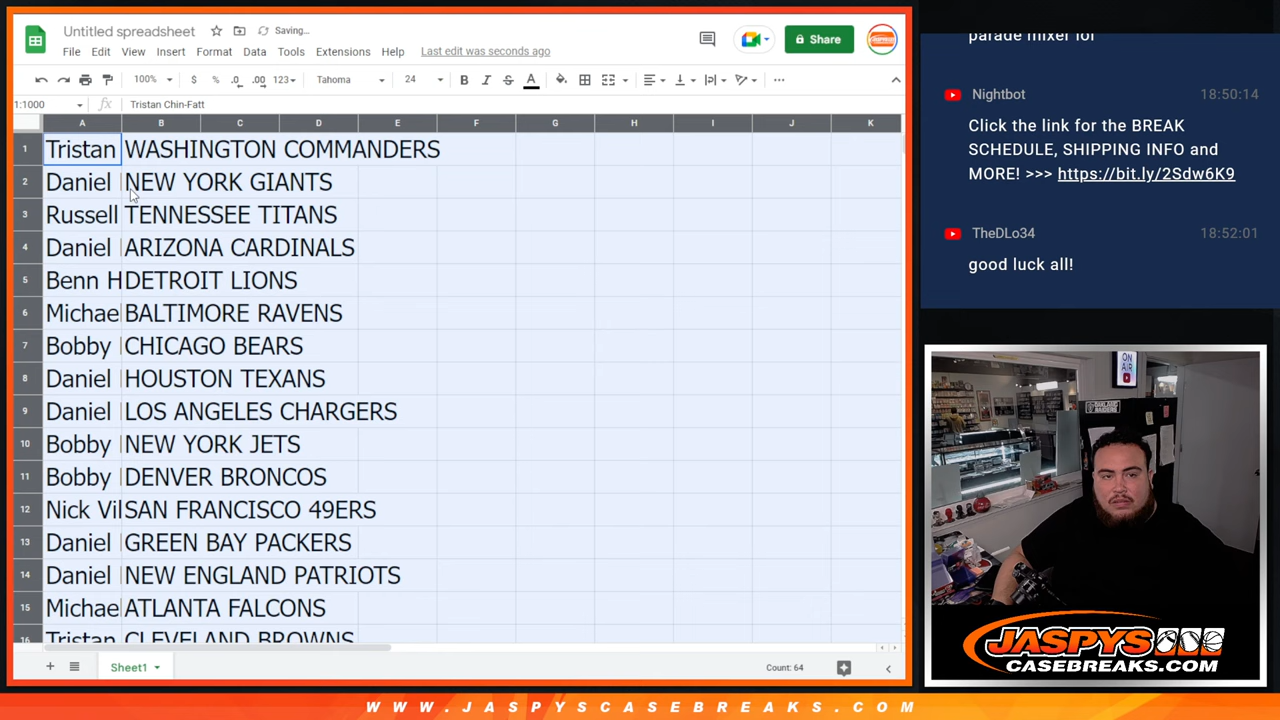 Untitled spreadsheet
Saving...
File Edit View Insert Format Data Tools Extensions Help Last edit was seconds ago
Share
100% $ % .0 .00 123 Tahoma 24 B I S A
1:1000 fx Tristan Chin-Fatt
A B C D E F G H I J K
1 Tristan WASHINGTON COMMANDERS
2 Daniel NEW YORK GIANTS
3 Russell TENNESSEE TITANS
4 Daniel ARIZONA CARDINALS
5 Benn H DETROIT LIONS
6 Michael BALTIMORE RAVENS
7 Bobby CHICAGO BEARS
8 Daniel HOUSTON TEXANS
9 Daniel LOS ANGELES CHARGERS
10 Bobby NEW YORK JETS
11 Bobby DENVER BRONCOS
12 Nick Vil SAN FRANCISCO 49ERS
13 Daniel GREEN BAY PACKERS
14 Daniel NEW ENGLAND PATRIOTS
15 Michael ATLANTA FALCONS
16 Tristan CLEVELAND BROWNS
Sheet1
Count: 64
parade mixer lol
Nightbot 18:50:14
Click the link for the BREAK
SCHEDULE, SHIPPING INFO and
MORE! >>> https://bit.ly/2Sdw6K9
TheDLo34 18:52:01
good luck all!
ON
AIR
JASPYS
CASEBREAKS.COM
WWW.JASPYSCASEBREAKS.COM